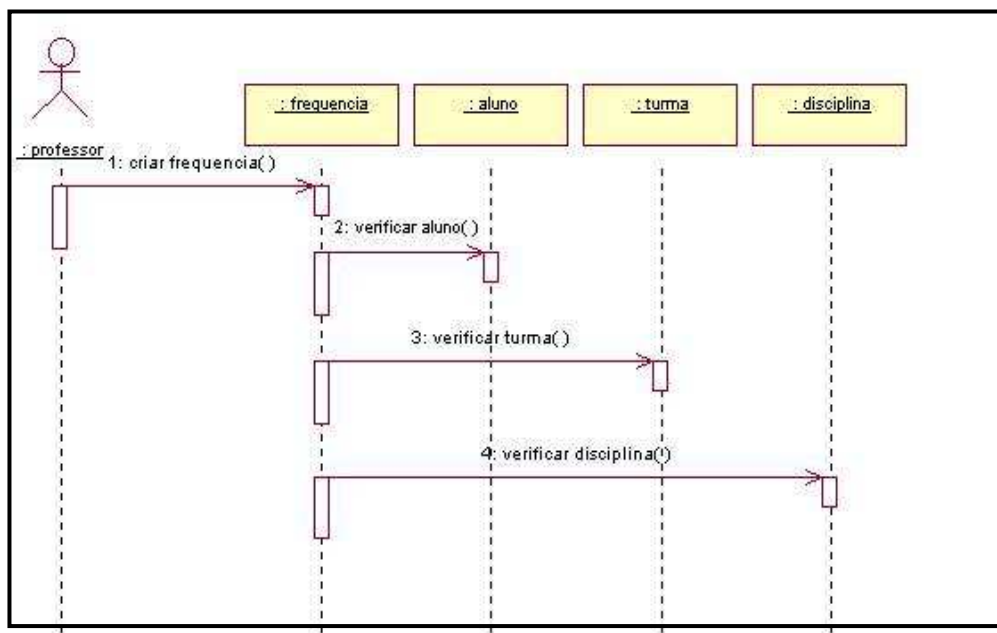 : frequencia
: aluno
: turma
: disciplina
: professor
1: criar frequencia( )
2: verificar aluno( )
3: verificar turma( )
4: verificar disciplina( )